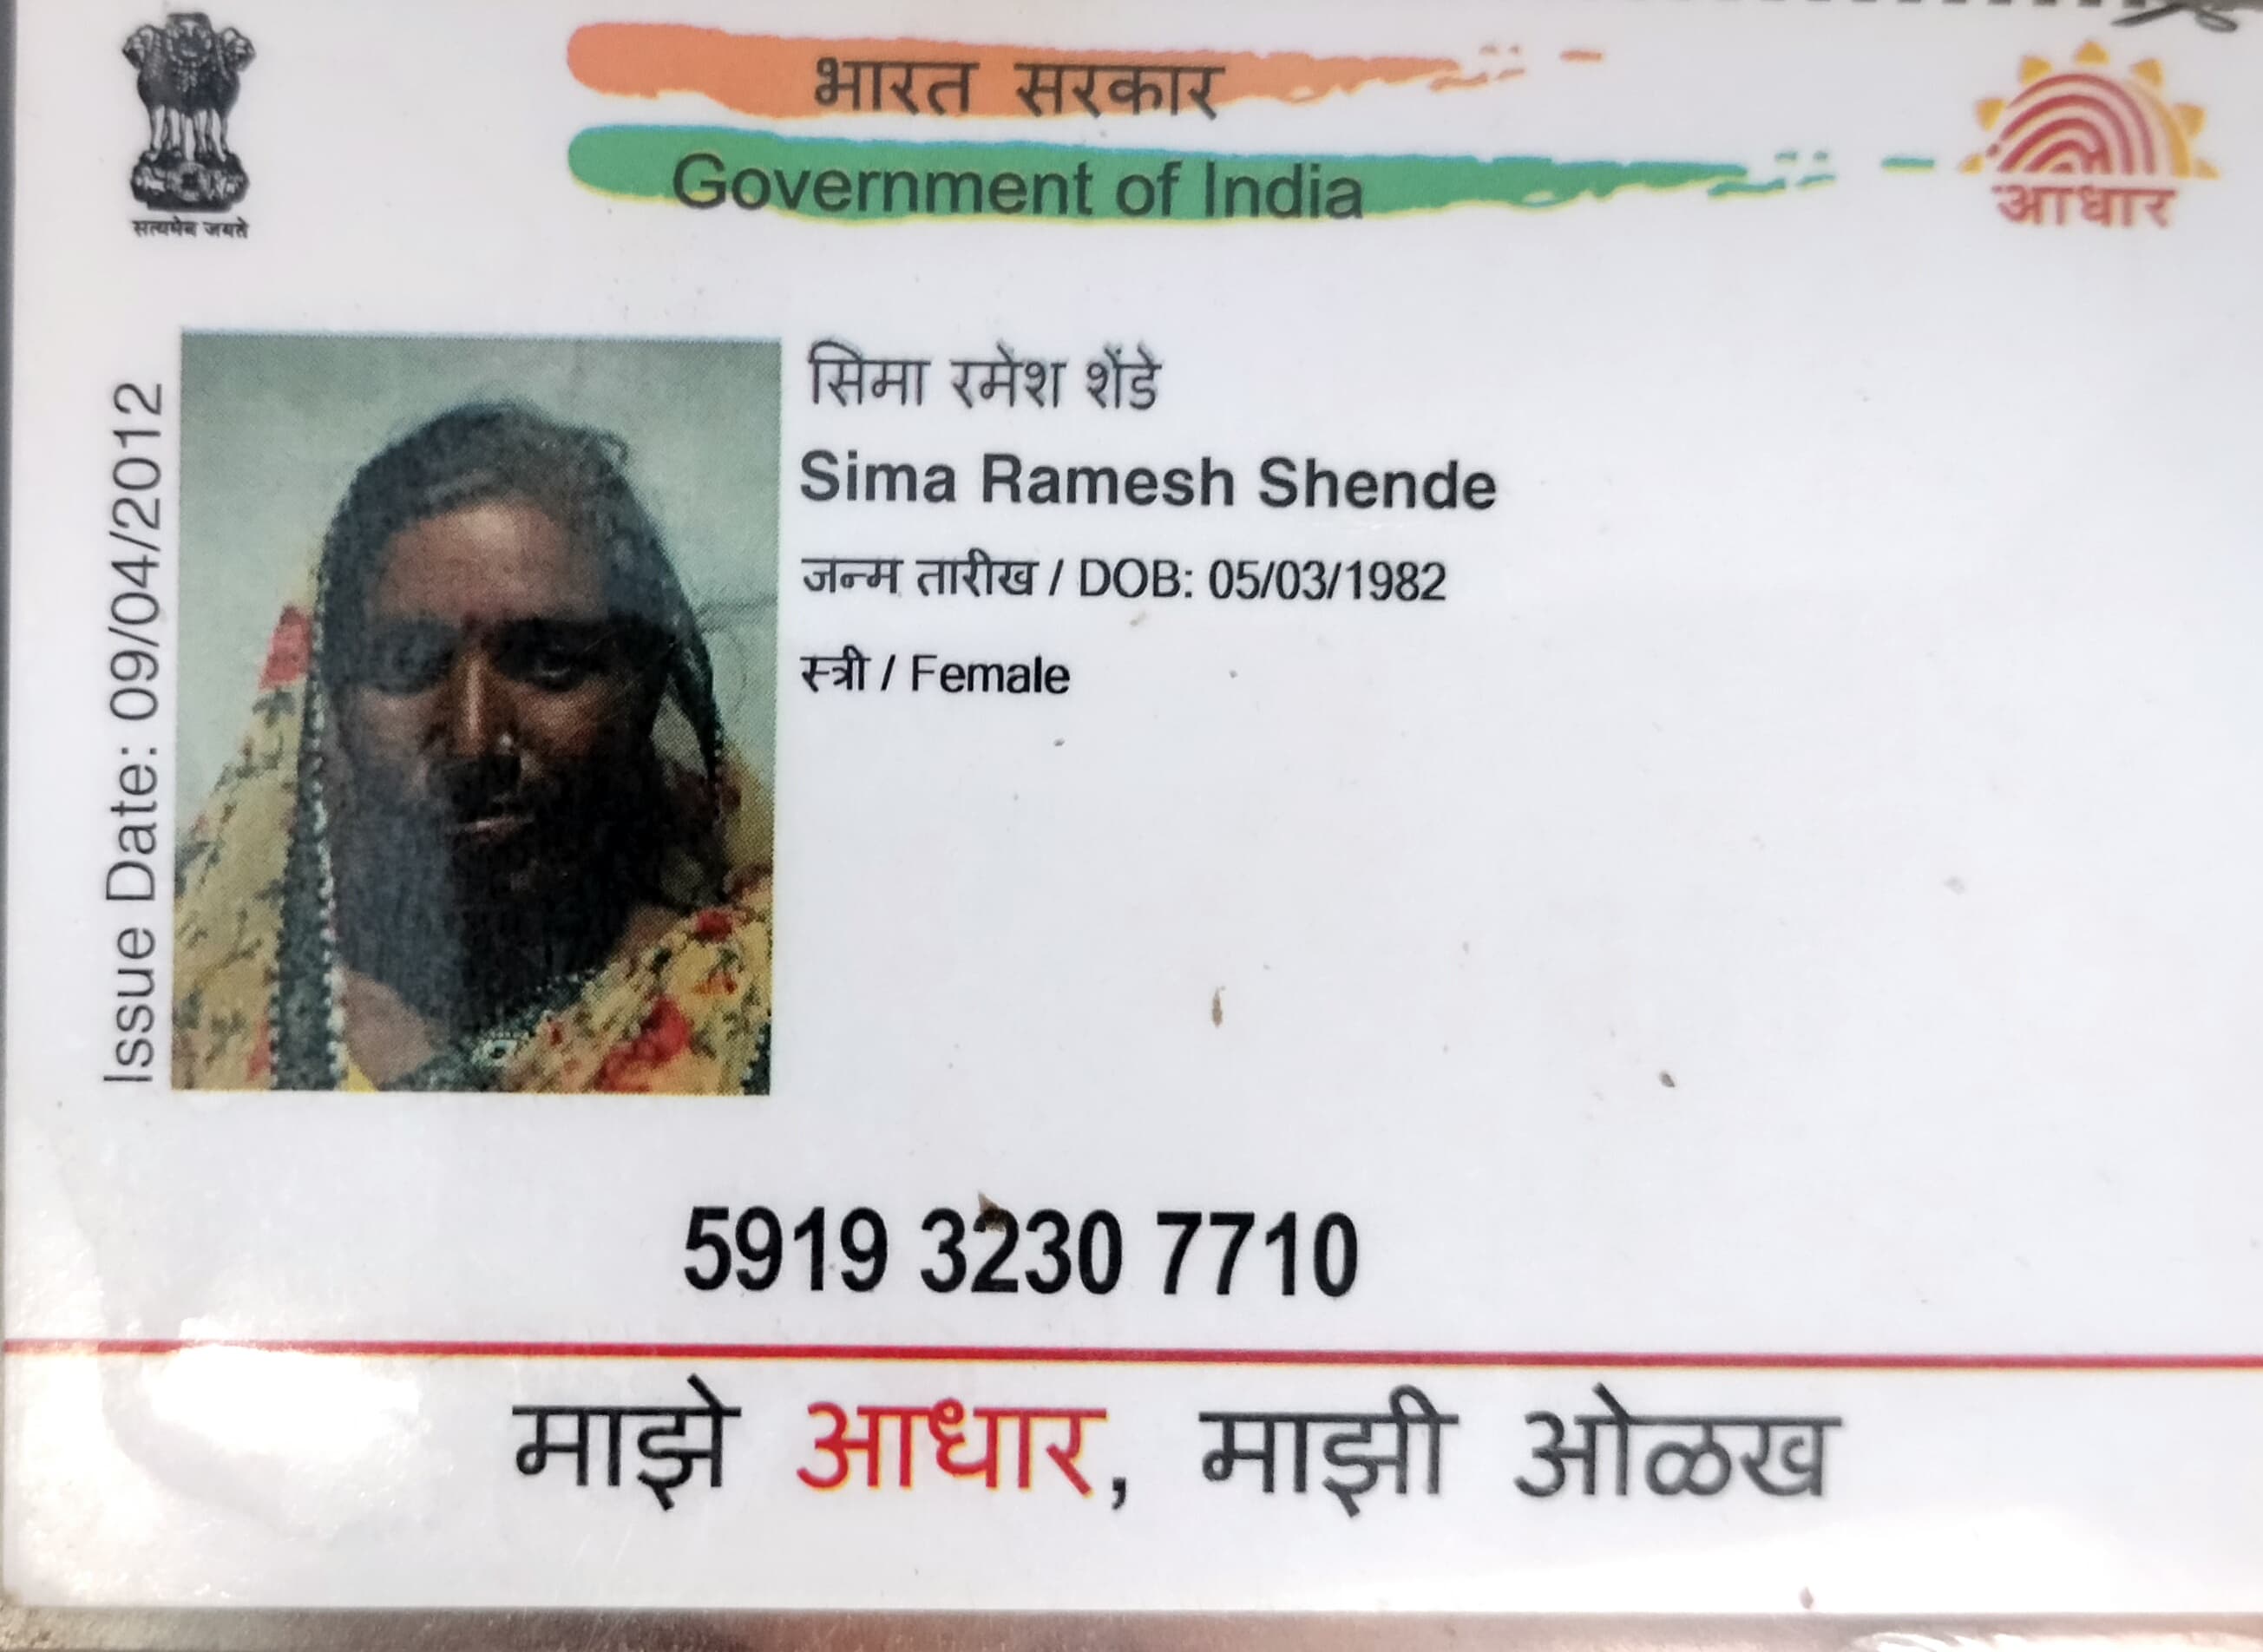 भारत सरकार
Government of India
सत्यमेव जयते
आधार
Issue Date: 09/04/2012
सिमा रमेश शेंडे
Sima Ramesh Shende
जन्म तारीख / DOB: 05/03/1982
स्त्री / Female
5919 3230 7710
माझे आधार, माझी ओळख